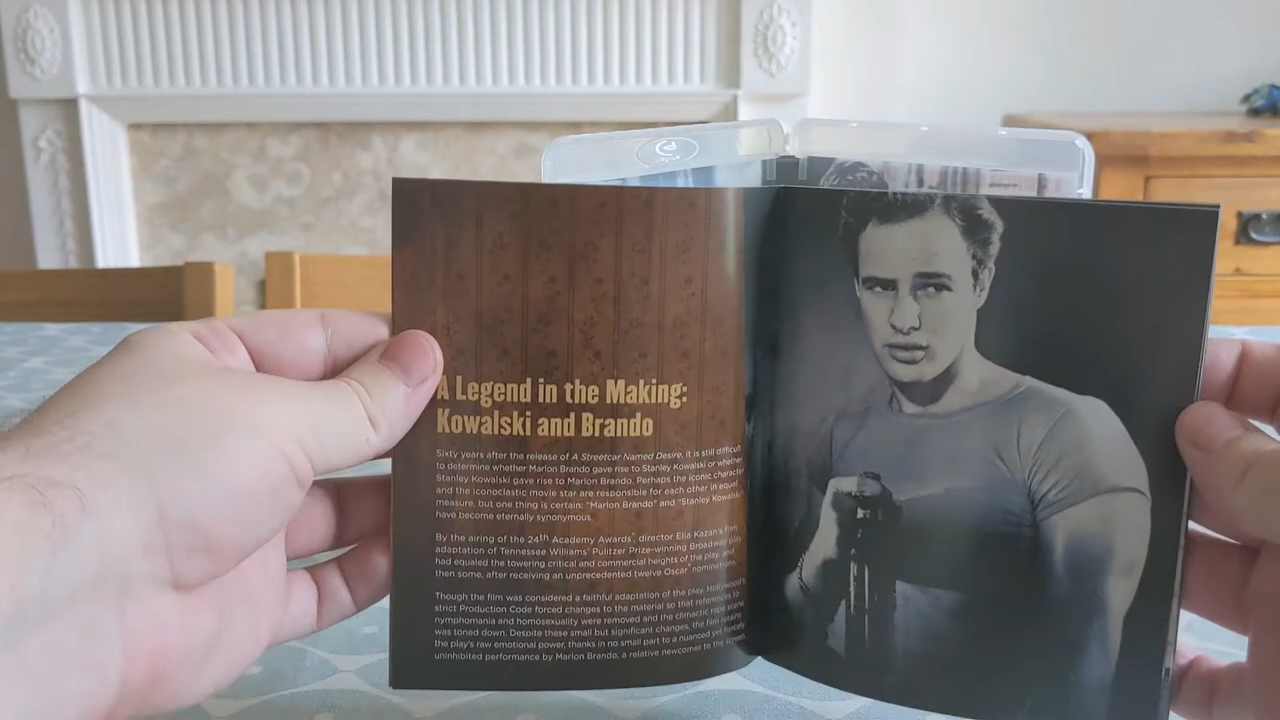 A Legend in the Making:
Kowalski and Brando
Sixty years after the release of A Streetcar Named Desire, it is still difficult
to determine whether Marlon Brando gave rise to Stanley Kowalski or whether
Stanley Kowalski gave rise to Marlon Brando. Perhaps the iconic character
and the iconoclastic movie star are responsible for each other in equal
measure, but one thing is certain: "Marlon Brando" and "Stanley Kowalski"
have become eternally synonymous.
By the airing of the 24th Academy Awards®, director Elia Kazan's film
adaptation of Tennessee Williams' Pulitzer Prize-winning Broadway play
had equaled the towering critical and commercial heights of the play, and
then some, after receiving an unprecedented twelve Oscar® nominations.
Though the film was considered a faithful adaptation of the play, Hollywood's
strict Production Code forced changes to the material so that references to
nymphomania and homosexuality were removed and the climactic rape scene
was toned down. Despite these small but significant changes, the film retains
the play's raw emotional power, thanks in no small part to a nuanced yet fiercely
uninhibited performance by Marlon Brando, a relative newcomer to the screen.